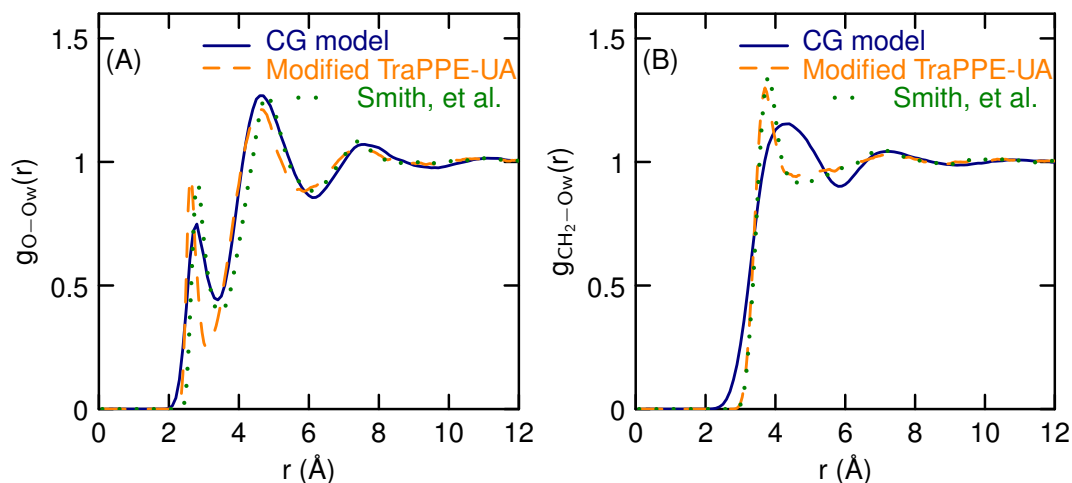 1.5
(A)
CG model
Modified TraPPE-UA
Smith, et al.
1
0.5
0
gO−Ow(r)
0 2 4 6 8 10 12
r (Å)
1.5
(B)
CG model
Modified TraPPE-UA
Smith, et al.
1
0.5
0
gCH2−Ow(r)
0 2 4 6 8 10 12
r (Å)